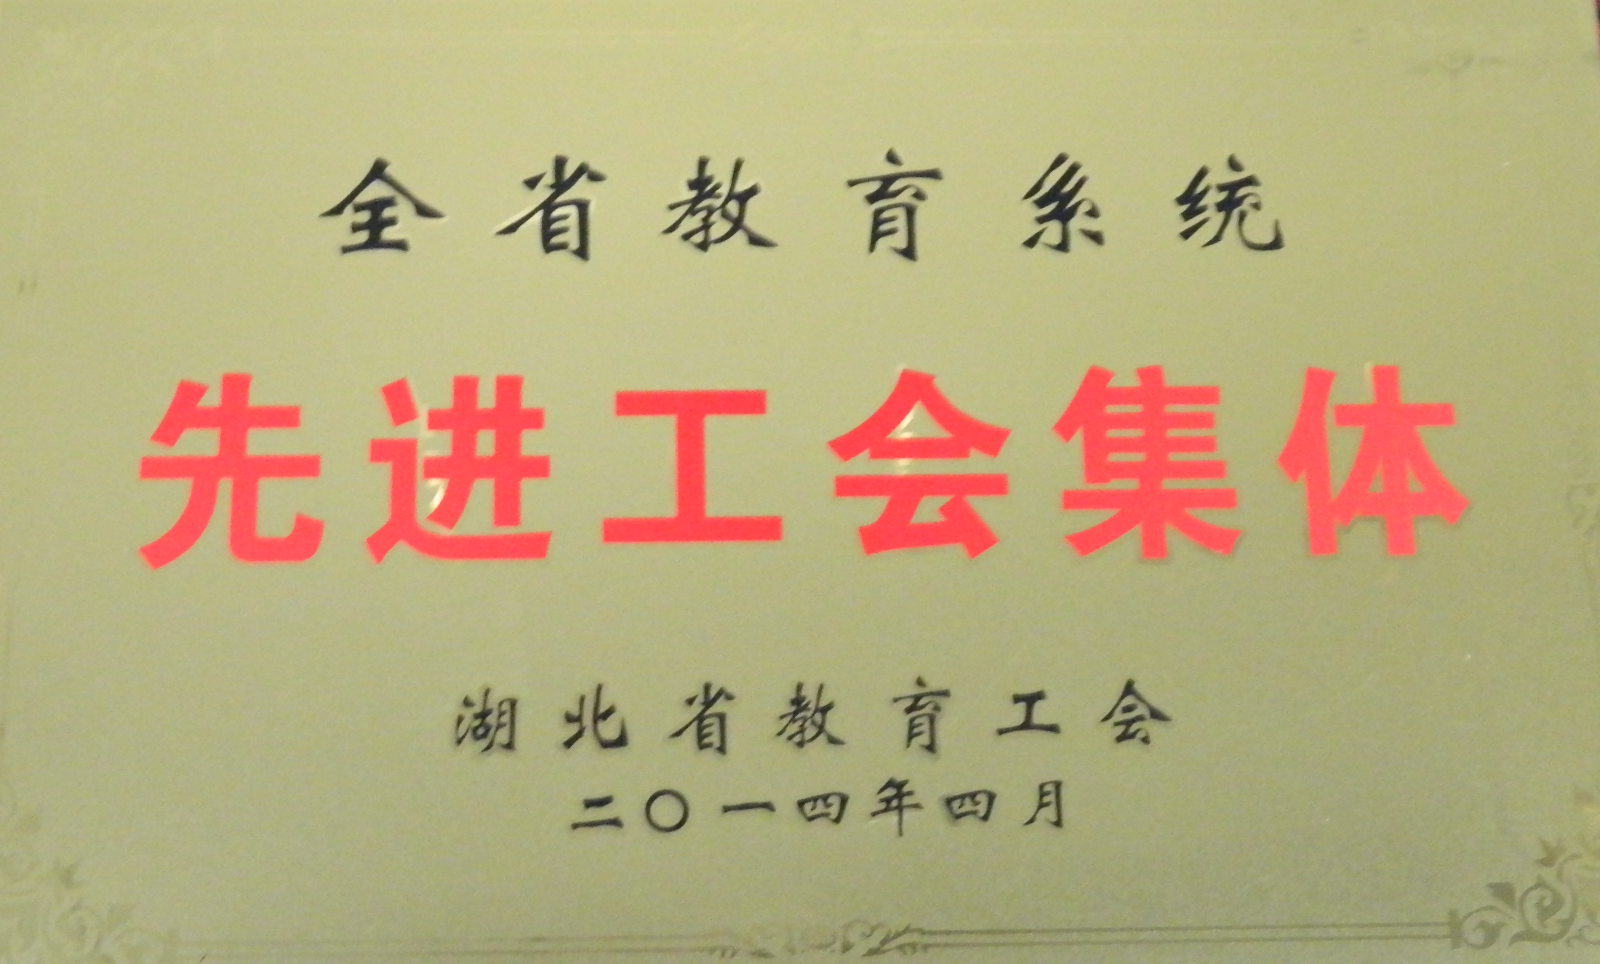 全省教育系统
先进工会集体
湖北省教育工会
二〇一四年四月